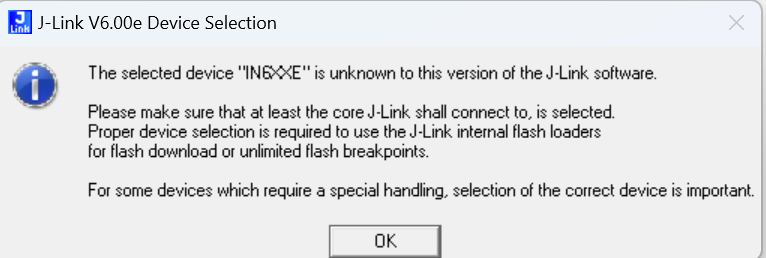 J
Link
J-Link V6.00e Device Selection
The selected device "IN6XXE" is unknown to this version of the J-Link software.
Please make sure that at least the core J-Link shall connect to, is selected.
Proper device selection is required to use the J-Link internal flash loaders
for flash download or unlimited flash breakpoints.
For some devices which require a special handling, selection of the correct device is important.
OK